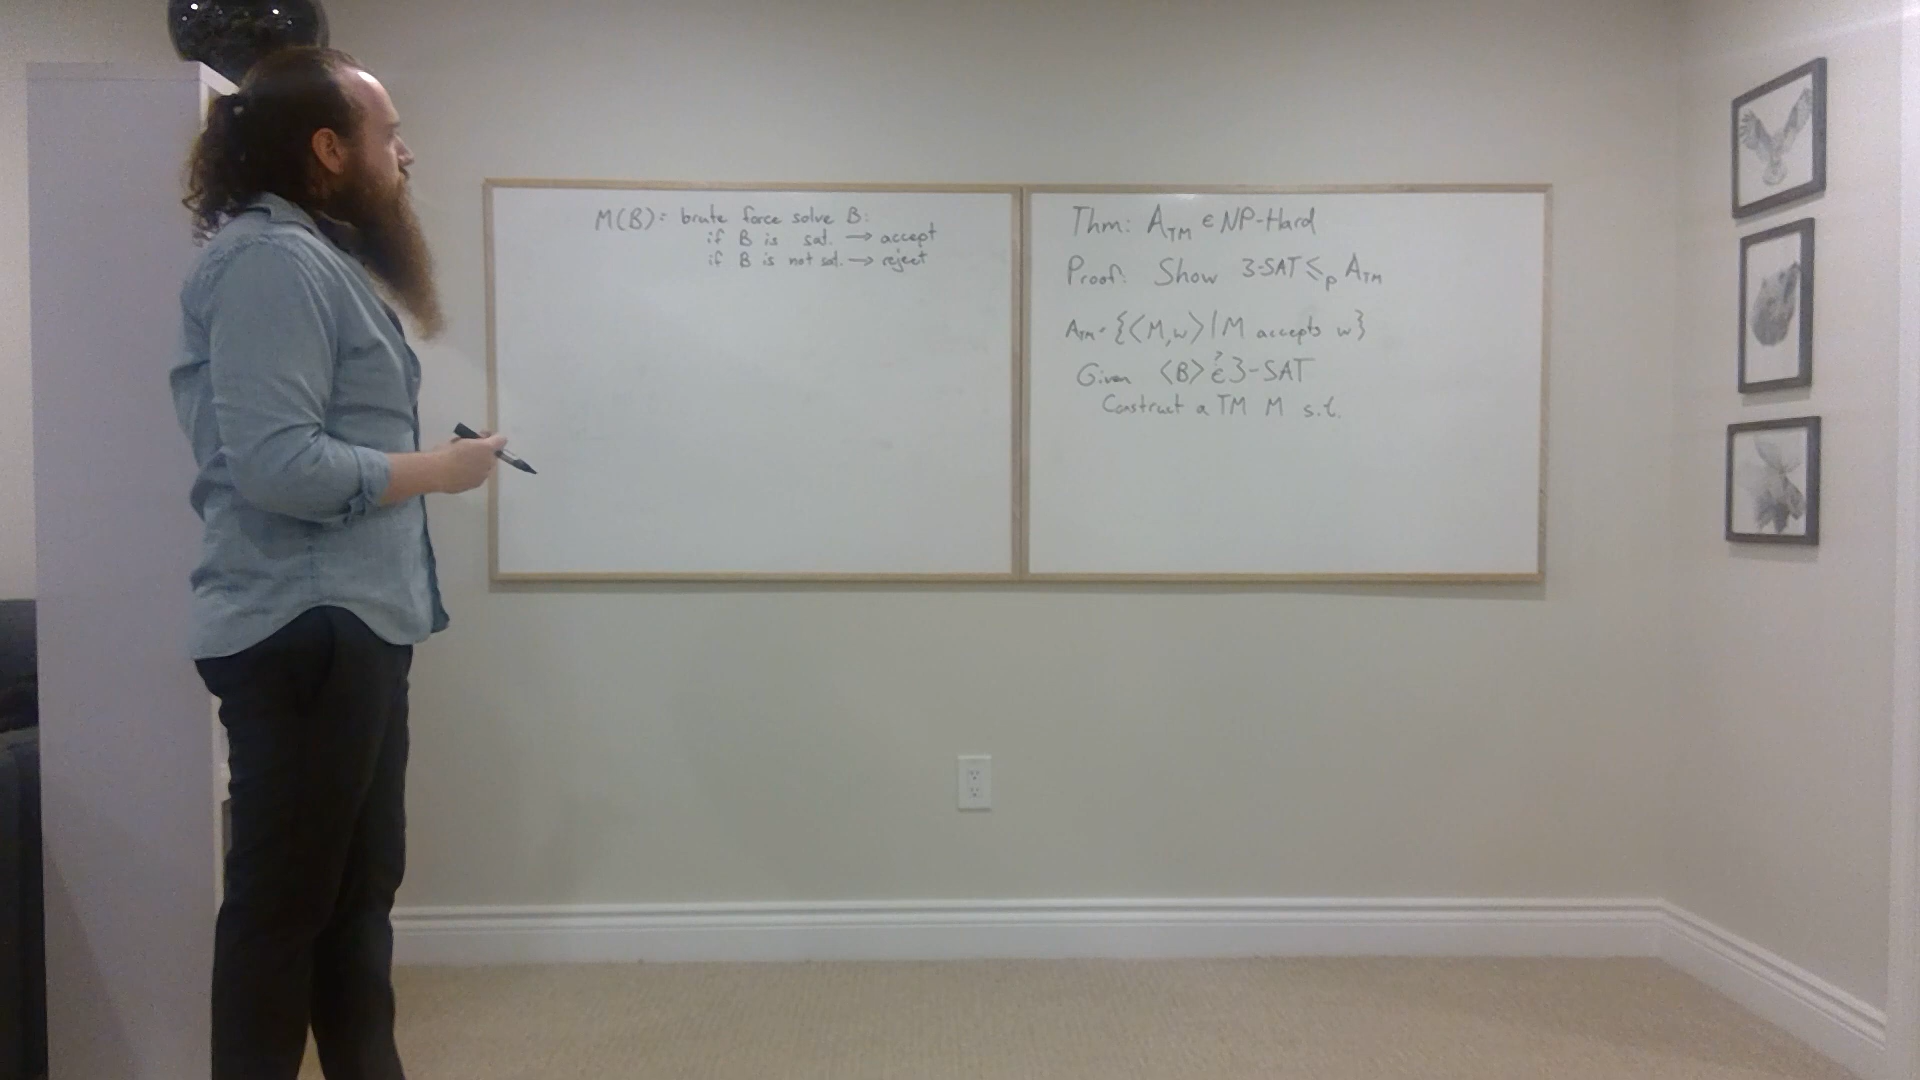 M(B)= brute force solve B:
if B is sat. → accept
if B is not sat. → reject
Thm: A_TM ∈ NP-Hard
Proof: Show 3-SAT ≤_p A_TM
A_TM = {<M,w> | M accepts w}
Given <B> ?∈ 3-SAT
Construct a TM M s.t.